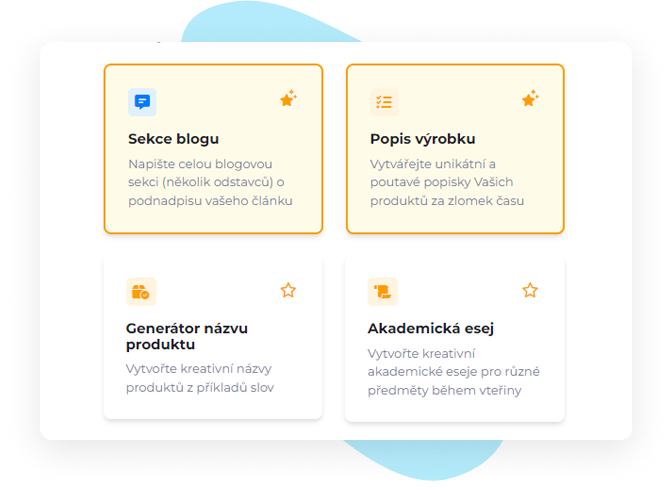 Sekce blogu
Napište celou blogovou
sekci (několik odstavců) o
podnadpisu vašeho článku
Popis výrobku
Vytvářejte unikátní a
poutavé popisky Vašich
produktů za zlomek času
Generátor názvu
produktu
Vytvořte kreativní názvy
produktů z příkladů slov
Akademická esej
Vytvořte kreativní
akademické eseje pro různé
předměty během vteřiny